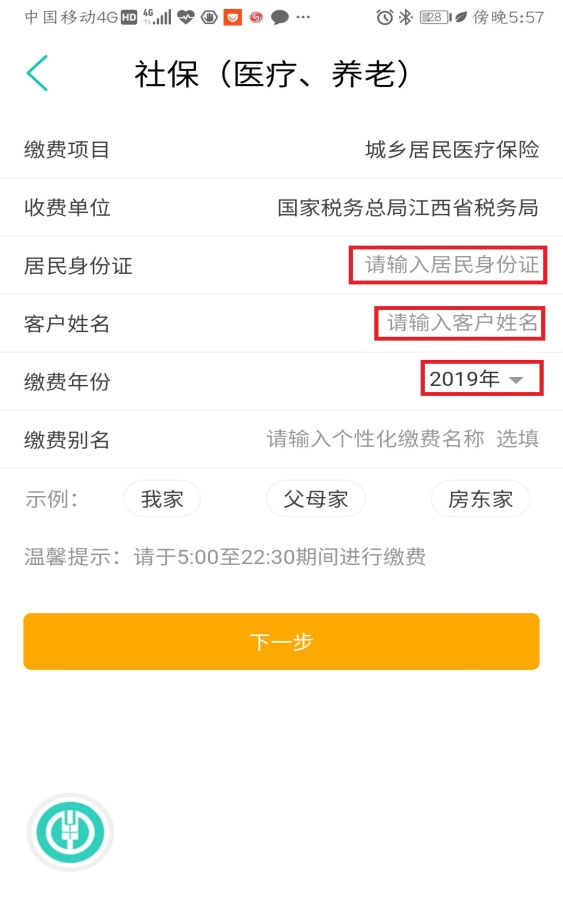 中国移动4G HD 4G 28 傍晚5:57
社保（医疗、养老）
缴费项目 城乡居民医疗保险
收费单位 国家税务总局江西省税务局
居民身份证 请输入居民身份证
客户姓名 请输入客户姓名
缴费年份 2019年
缴费别名 请输入个性化缴费名称 选填
示例： 我家 父母家 房东家
温馨提示：请于5:00至22:30期间进行缴费
下一步